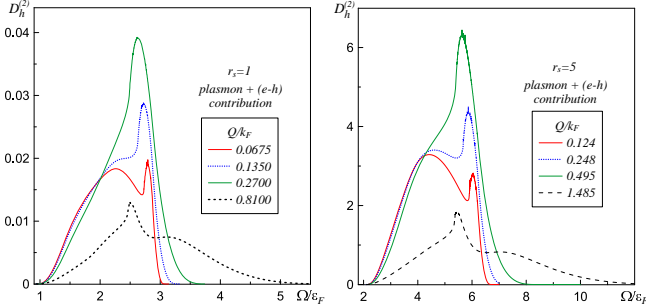 D_h^(2)
0.04
0.03
0.02
0.01
0
1
2
3
4
5
Ω/ε_F
r_s=1
plasmon + (e-h)
contribution
Q/k_F
0.0675
0.1350
0.2700
0.8100
D_h^(2)
6
4
2
0
2
4
6
8
10
Ω/ε_F
r_s=5
plasmon + (e-h)
contribution
Q/k_F
0.124
0.248
0.495
1.485